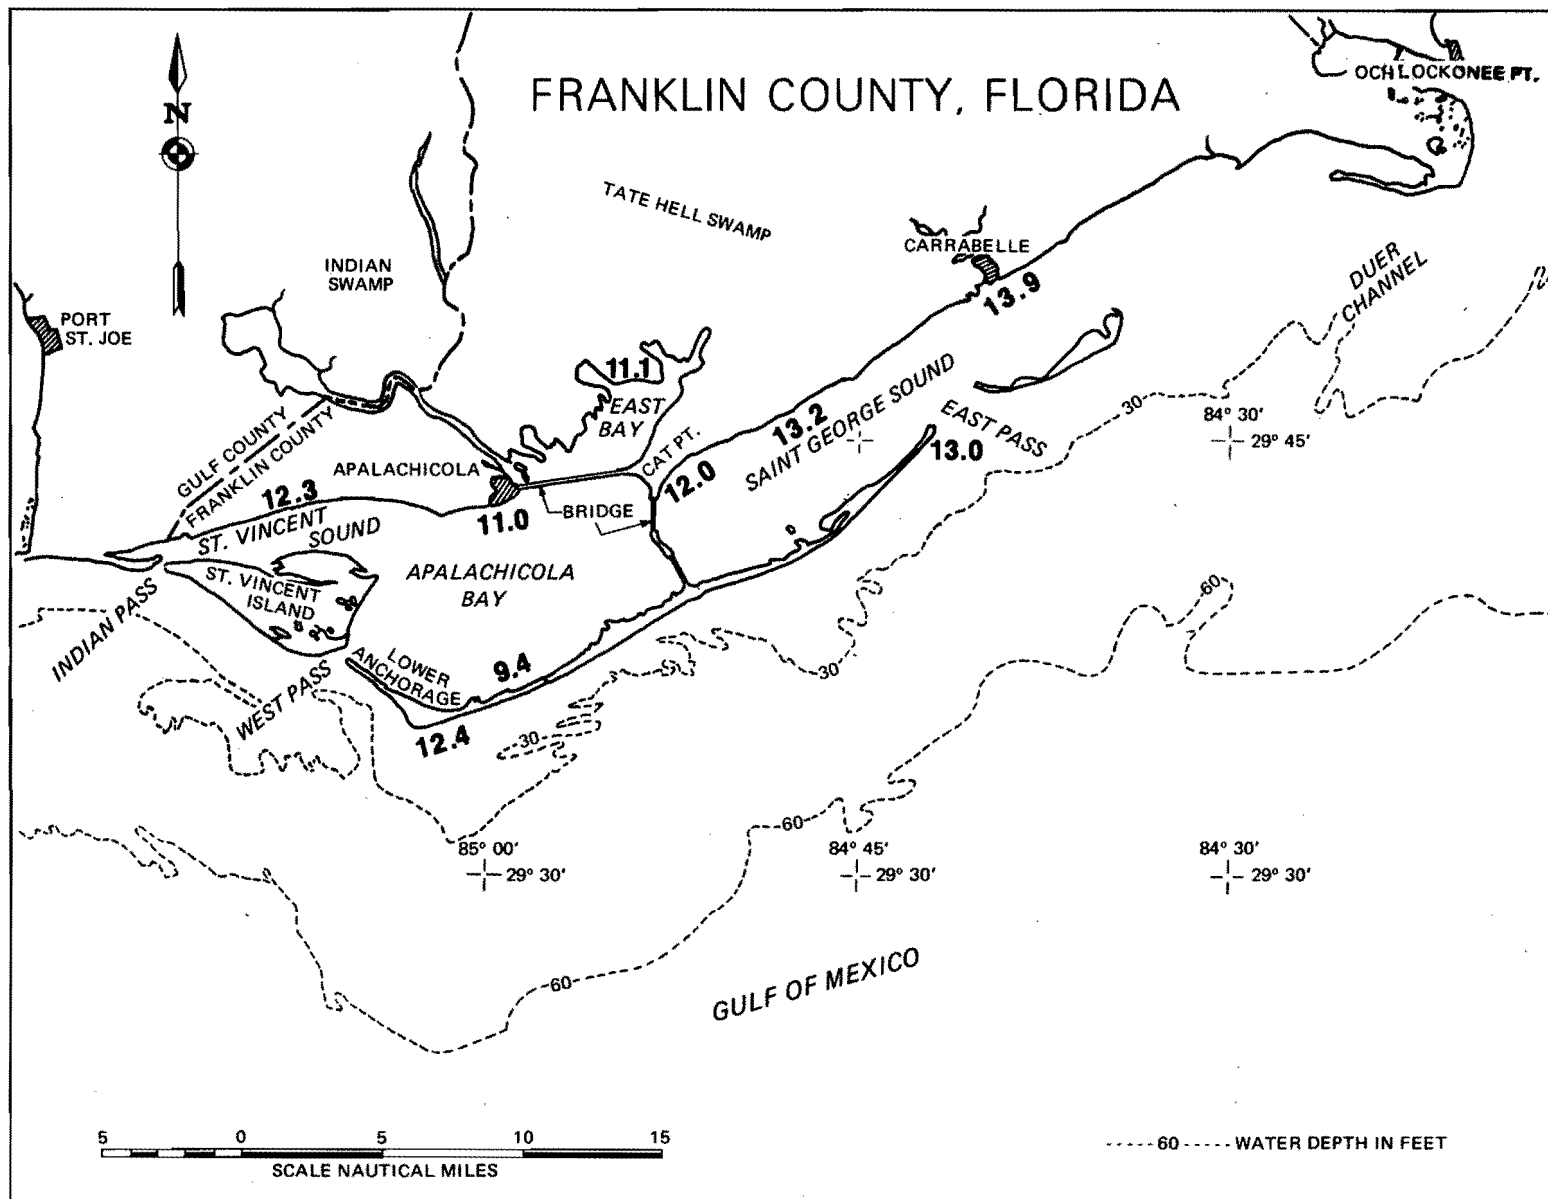 FRANKLIN COUNTY, FLORIDA
N
OCHLOCKONEE PT.
TATE HELL SWAMP
CARRABELLE
13.9
DUER
CHANNEL
INDIAN
SWAMP
PORT
ST. JOE
11.1
EAST
BAY
13.2
SAINT GEORGE SOUND
EAST PASS
13.0
30
84° 30'
29° 45'
GULF COUNTY
FRANKLIN COUNTY
CAT PT.
12.0
APALACHICOLA
12.3
11.0
BRIDGE
ST. VINCENT
SOUND
APALACHICOLA
BAY
ST. VINCENT
ISLAND
INDIAN PASS
60
WEST PASS
LOWER
ANCHORAGE
9.4
30
12.4
30
60
85° 00'
29° 30'
84° 45'
29° 30'
84° 30'
29° 30'
60
GULF OF MEXICO
5 0 5 10 15
SCALE NAUTICAL MILES
60 WATER DEPTH IN FEET